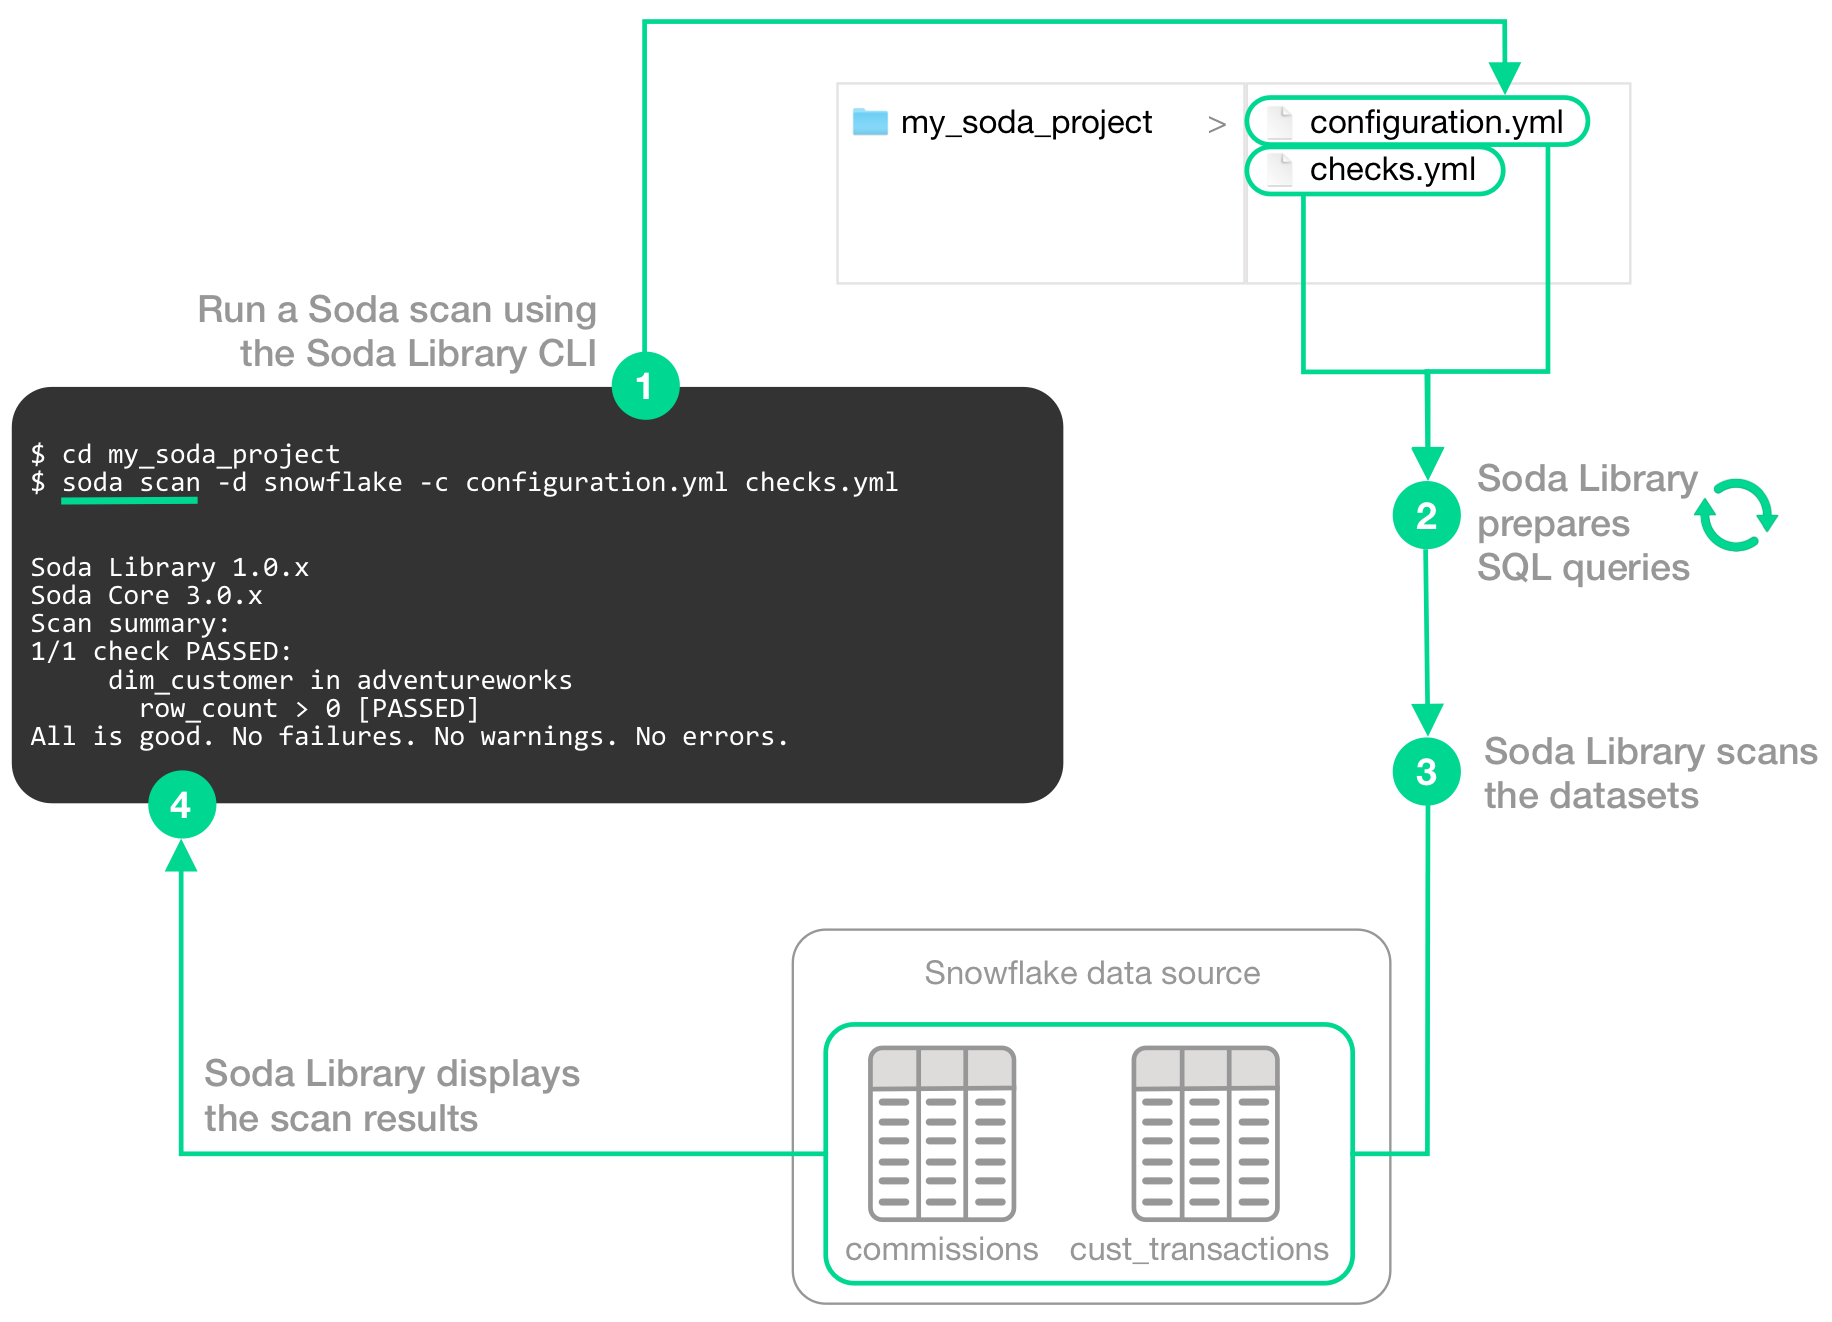 my_soda_project > configuration.yml
checks.yml
Run a Soda scan using
the Soda Library CLI
1
$ cd my_soda_project
$ soda scan -d snowflake -c configuration.yml checks.yml
Soda Library 1.0.x
Soda Core 3.0.x
Scan summary:
1/1 check PASSED:
dim_customer in adventureworks
row_count > 0 [PASSED]
All is good. No failures. No warnings. No errors.
2
Soda Library
prepares
SQL queries
3
Soda Library scans
the datasets
4
Soda Library displays
the scan results
Snowflake data source
commissions
cust_transactions